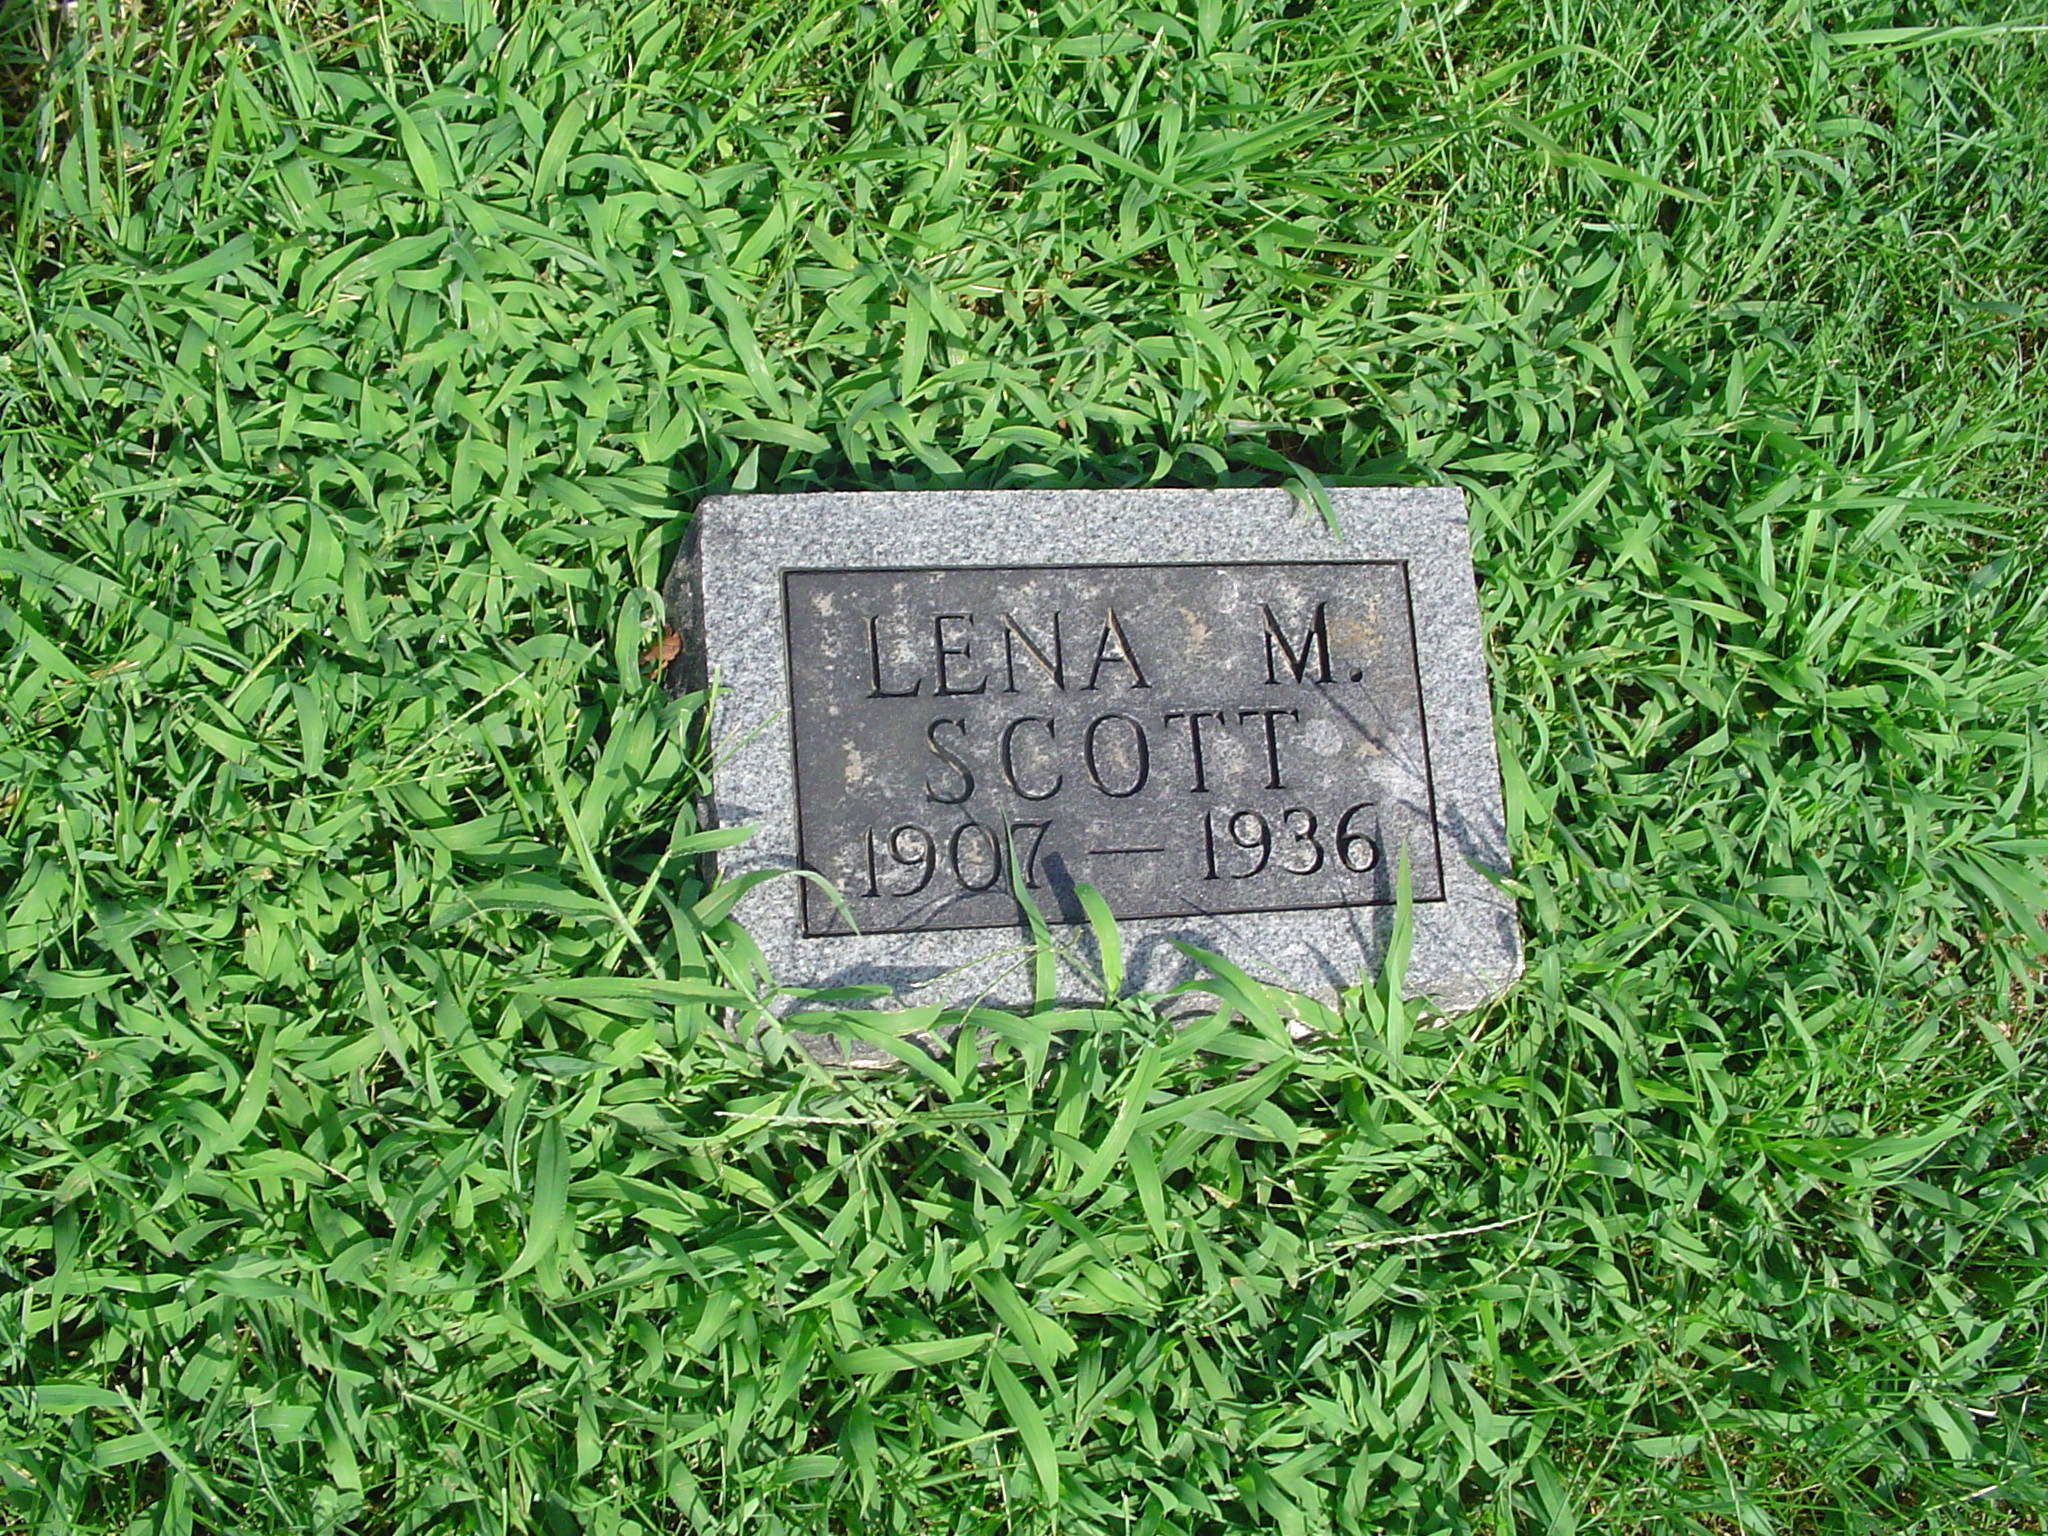 LENA M.
SCOTT
1907 — 1936